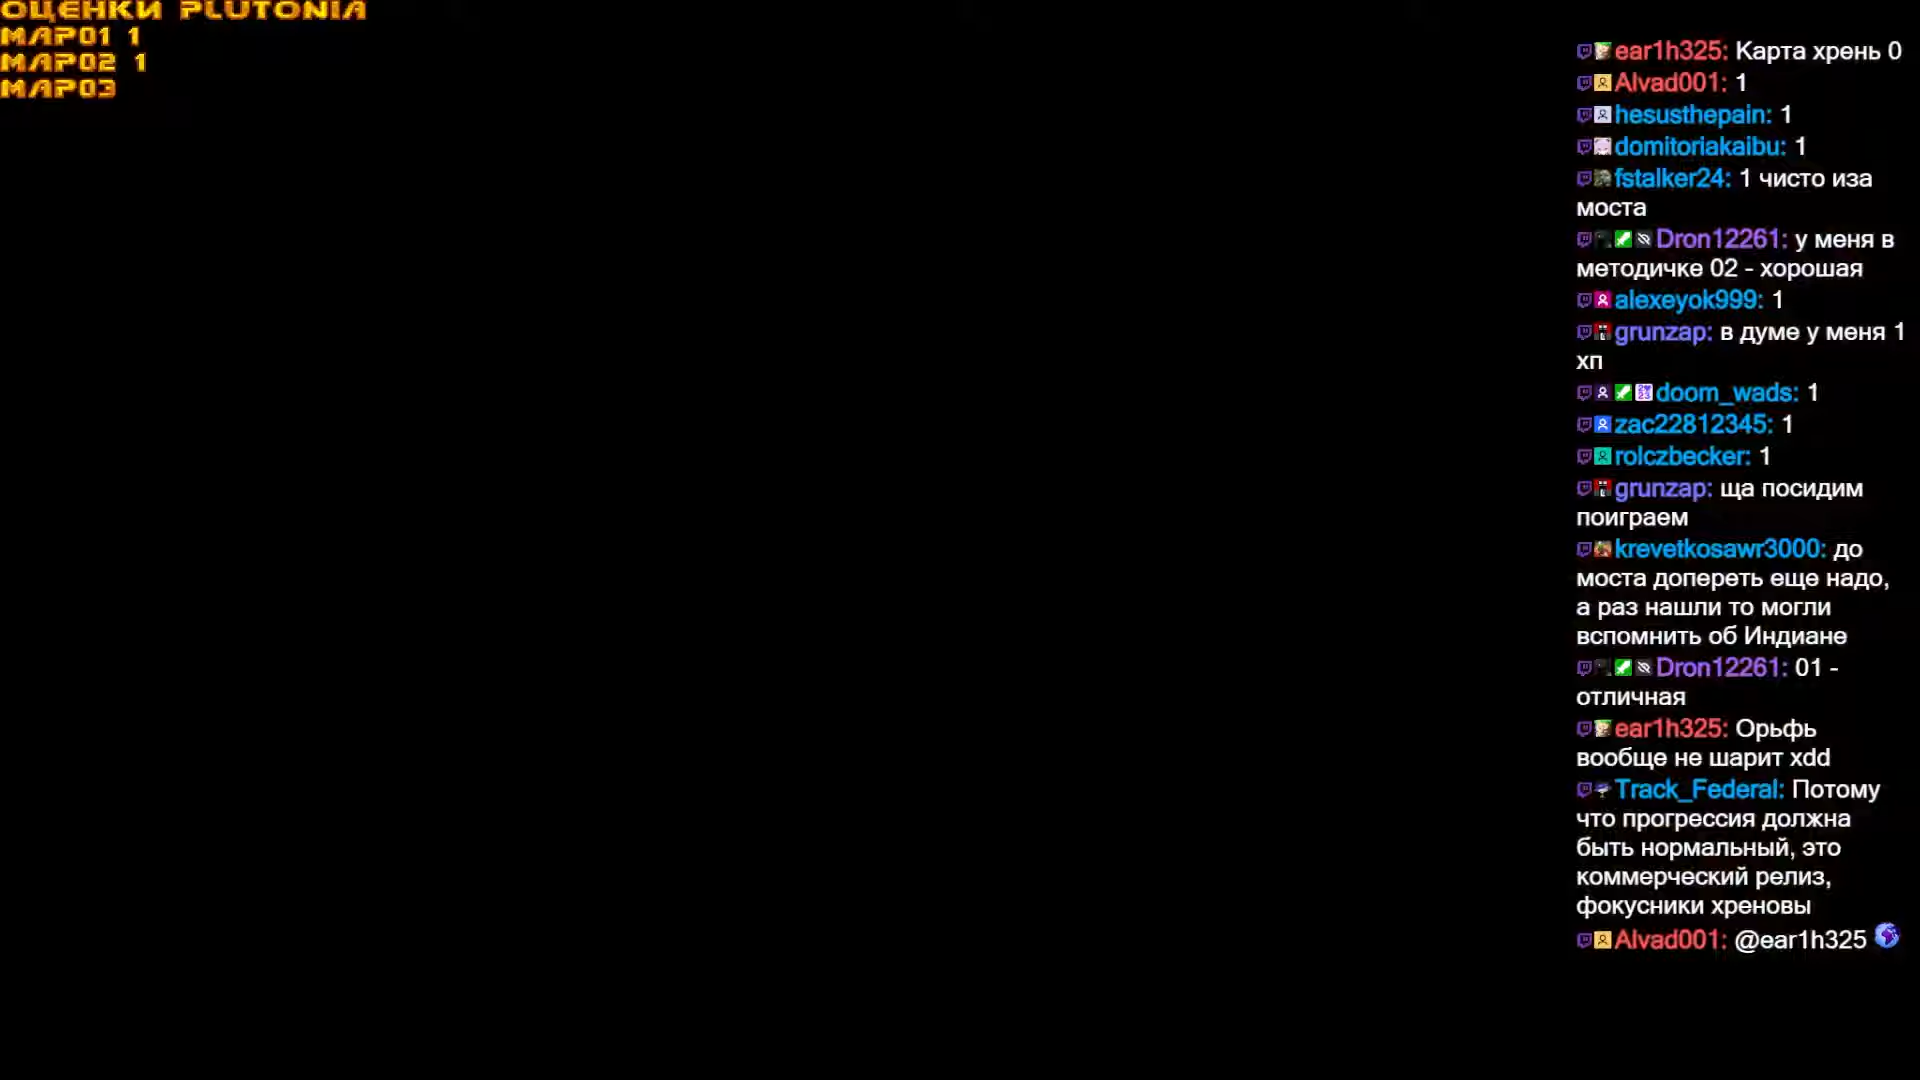 ОЦЕНКИ PLUTONIA
MAP01 1
MAP02 1
MAP03
ear1h325: Карта хрень 0
Alvad001: 1
hesusthepain: 1
domitoriakaibu: 1
fstalker24: 1 чисто иза
моста
Dron12261: у меня в
методичке 02 - хорошая
alexeyok999: 1
grunzap: в думе у меня 1
хп
doom_wads: 1
zac22812345: 1
rolczbecker: 1
grunzap: ща посидим
поиграем
krevetkosawr3000: до
моста допереть еще надо,
а раз нашли то могли
вспомнить об Индиане
Dron12261: 01 -
отличная
ear1h325: Орьфь
вообще не шарит xdd
Track_Federal: Потому
что прогрессия должна
быть нормальный, это
коммерческий релиз,
фокусники хреновы
Alvad001: @ear1h325